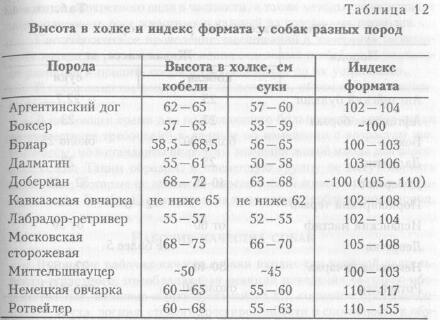 Таблица 12
Высота в холке и индекс формата у собак разных пород
Порода Высота в холке, см Индекс формата
кобели суки
Аргентинский дог 62—65 57—60 102—104
Боксер 57—63 53—59 ~100
Бриар 58,5—68,5 56—65 100—103
Далматин 55—61 50—58 103—106
Доберман 68—72 63—68 ~100 (105—110)
Кавказская овчарка не ниже 65 не ниже 62 102—108
Лабрадор-ретривер 55—57 52—55 102—104
Московская
сторожевая 68—75 66—70 105—108
Миттельшнауцер ~50 ~45 100—103
Немецкая овчарка 60—65 55—60 110—117
Ротвейлер 60—68 55—63 110—155